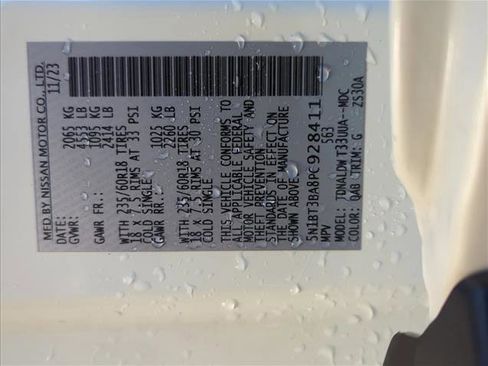 MFD BY NISSAN MOTOR CO., LTD.
11/23
GVWR: 2065 KG
4553 LB
GAWR FR: 1095 KG
2414 LB
WITH 235/60R18 TIRES
18 X 7.5 RIMS AT 33 PSI
COLD SINGLE
GAWR RR: 1025 KG
2260 LB
WITH 235/60R18 TIRES
18 X 7.5 RIMS AT 30 PSI
COLD SINGLE
THIS VEHICLE CONFORMS TO
ALL APPLICABLE FEDERAL
MOTOR VEHICLE SAFETY AND
THEFT PREVENTION
STANDARDS IN EFFECT ON
THE DATE OF MANUFACTURE
SHOWN ABOVE
5N1BT3BA8PC928411
MPV 563
MODEL: TQNALDW T33UUA--MDC
COLOR: QAB TRIM: G ZS30A